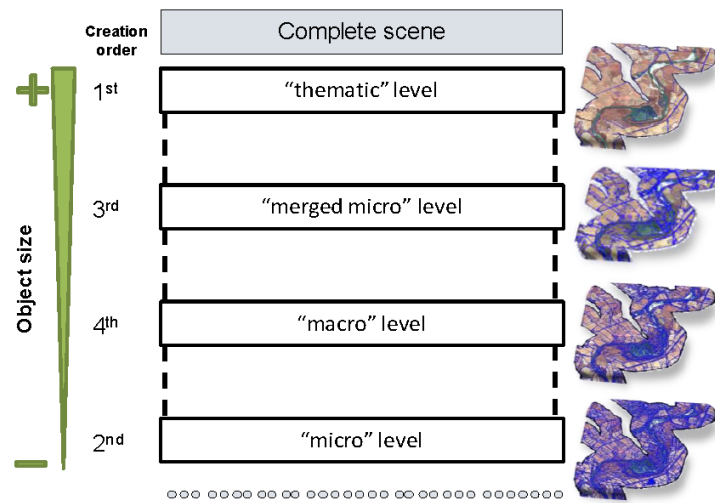 Creation
order
Complete scene
1st
“thematic” level
3rd
“merged micro” level
Object size
4th
“macro” level
2nd
“micro” level